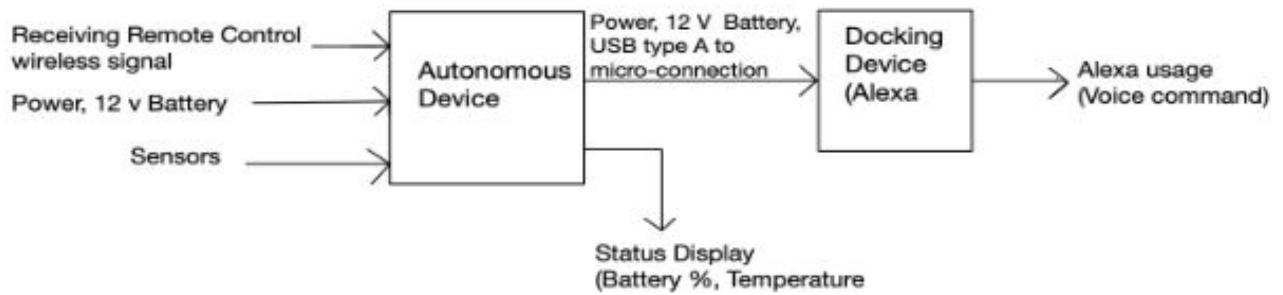 Receiving Remote Control
wireless signal
Power, 12 v Battery
Sensors
Autonomous
Device
Power, 12 V Battery,
USB type A to
micro-connection
Docking
Device
(Alexa
Alexa usage
(Voice command)
Status Display
(Battery %, Temperature